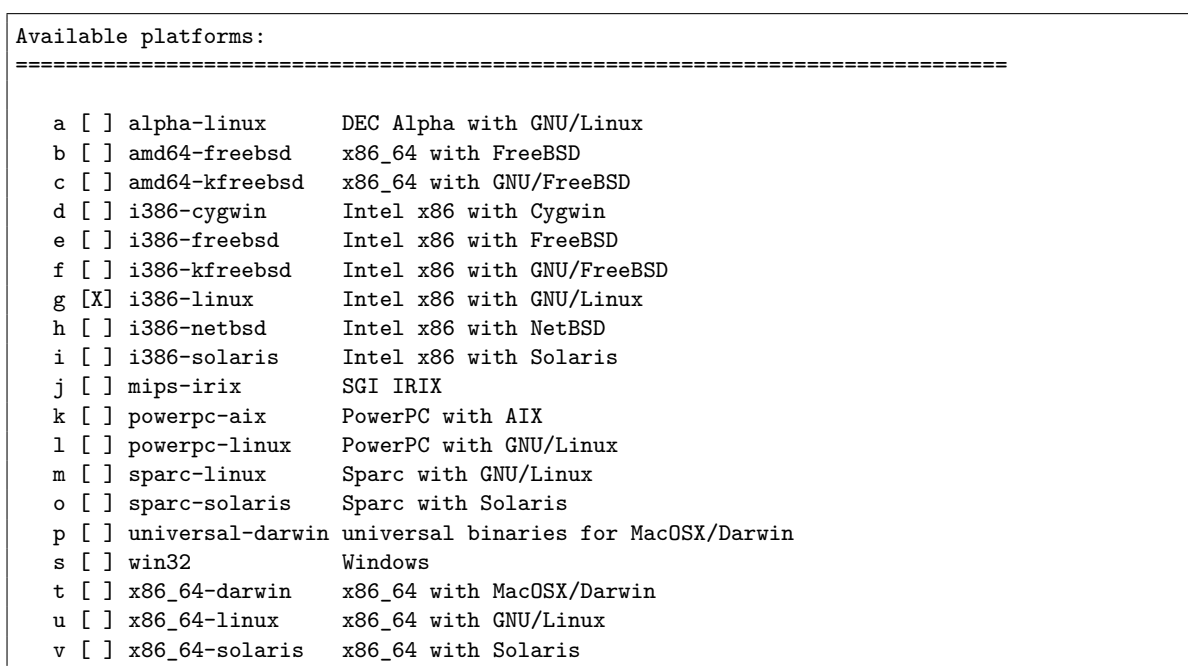 Available platforms:
===============================================================================
a [ ] alpha-linux DEC Alpha with GNU/Linux
b [ ] amd64-freebsd x86_64 with FreeBSD
c [ ] amd64-kfreebsd x86_64 with GNU/FreeBSD
d [ ] i386-cygwin Intel x86 with Cygwin
e [ ] i386-freebsd Intel x86 with FreeBSD
f [ ] i386-kfreebsd Intel x86 with GNU/FreeBSD
g [X] i386-linux Intel x86 with GNU/Linux
h [ ] i386-netbsd Intel x86 with NetBSD
i [ ] i386-solaris Intel x86 with Solaris
j [ ] mips-irix SGI IRIX
k [ ] powerpc-aix PowerPC with AIX
l [ ] powerpc-linux PowerPC with GNU/Linux
m [ ] sparc-linux Sparc with GNU/Linux
o [ ] sparc-solaris Sparc with Solaris
p [ ] universal-darwin universal binaries for MacOSX/Darwin
s [ ] win32 Windows
t [ ] x86_64-darwin x86_64 with MacOSX/Darwin
u [ ] x86_64-linux x86_64 with GNU/Linux
v [ ] x86_64-solaris x86_64 with Solaris